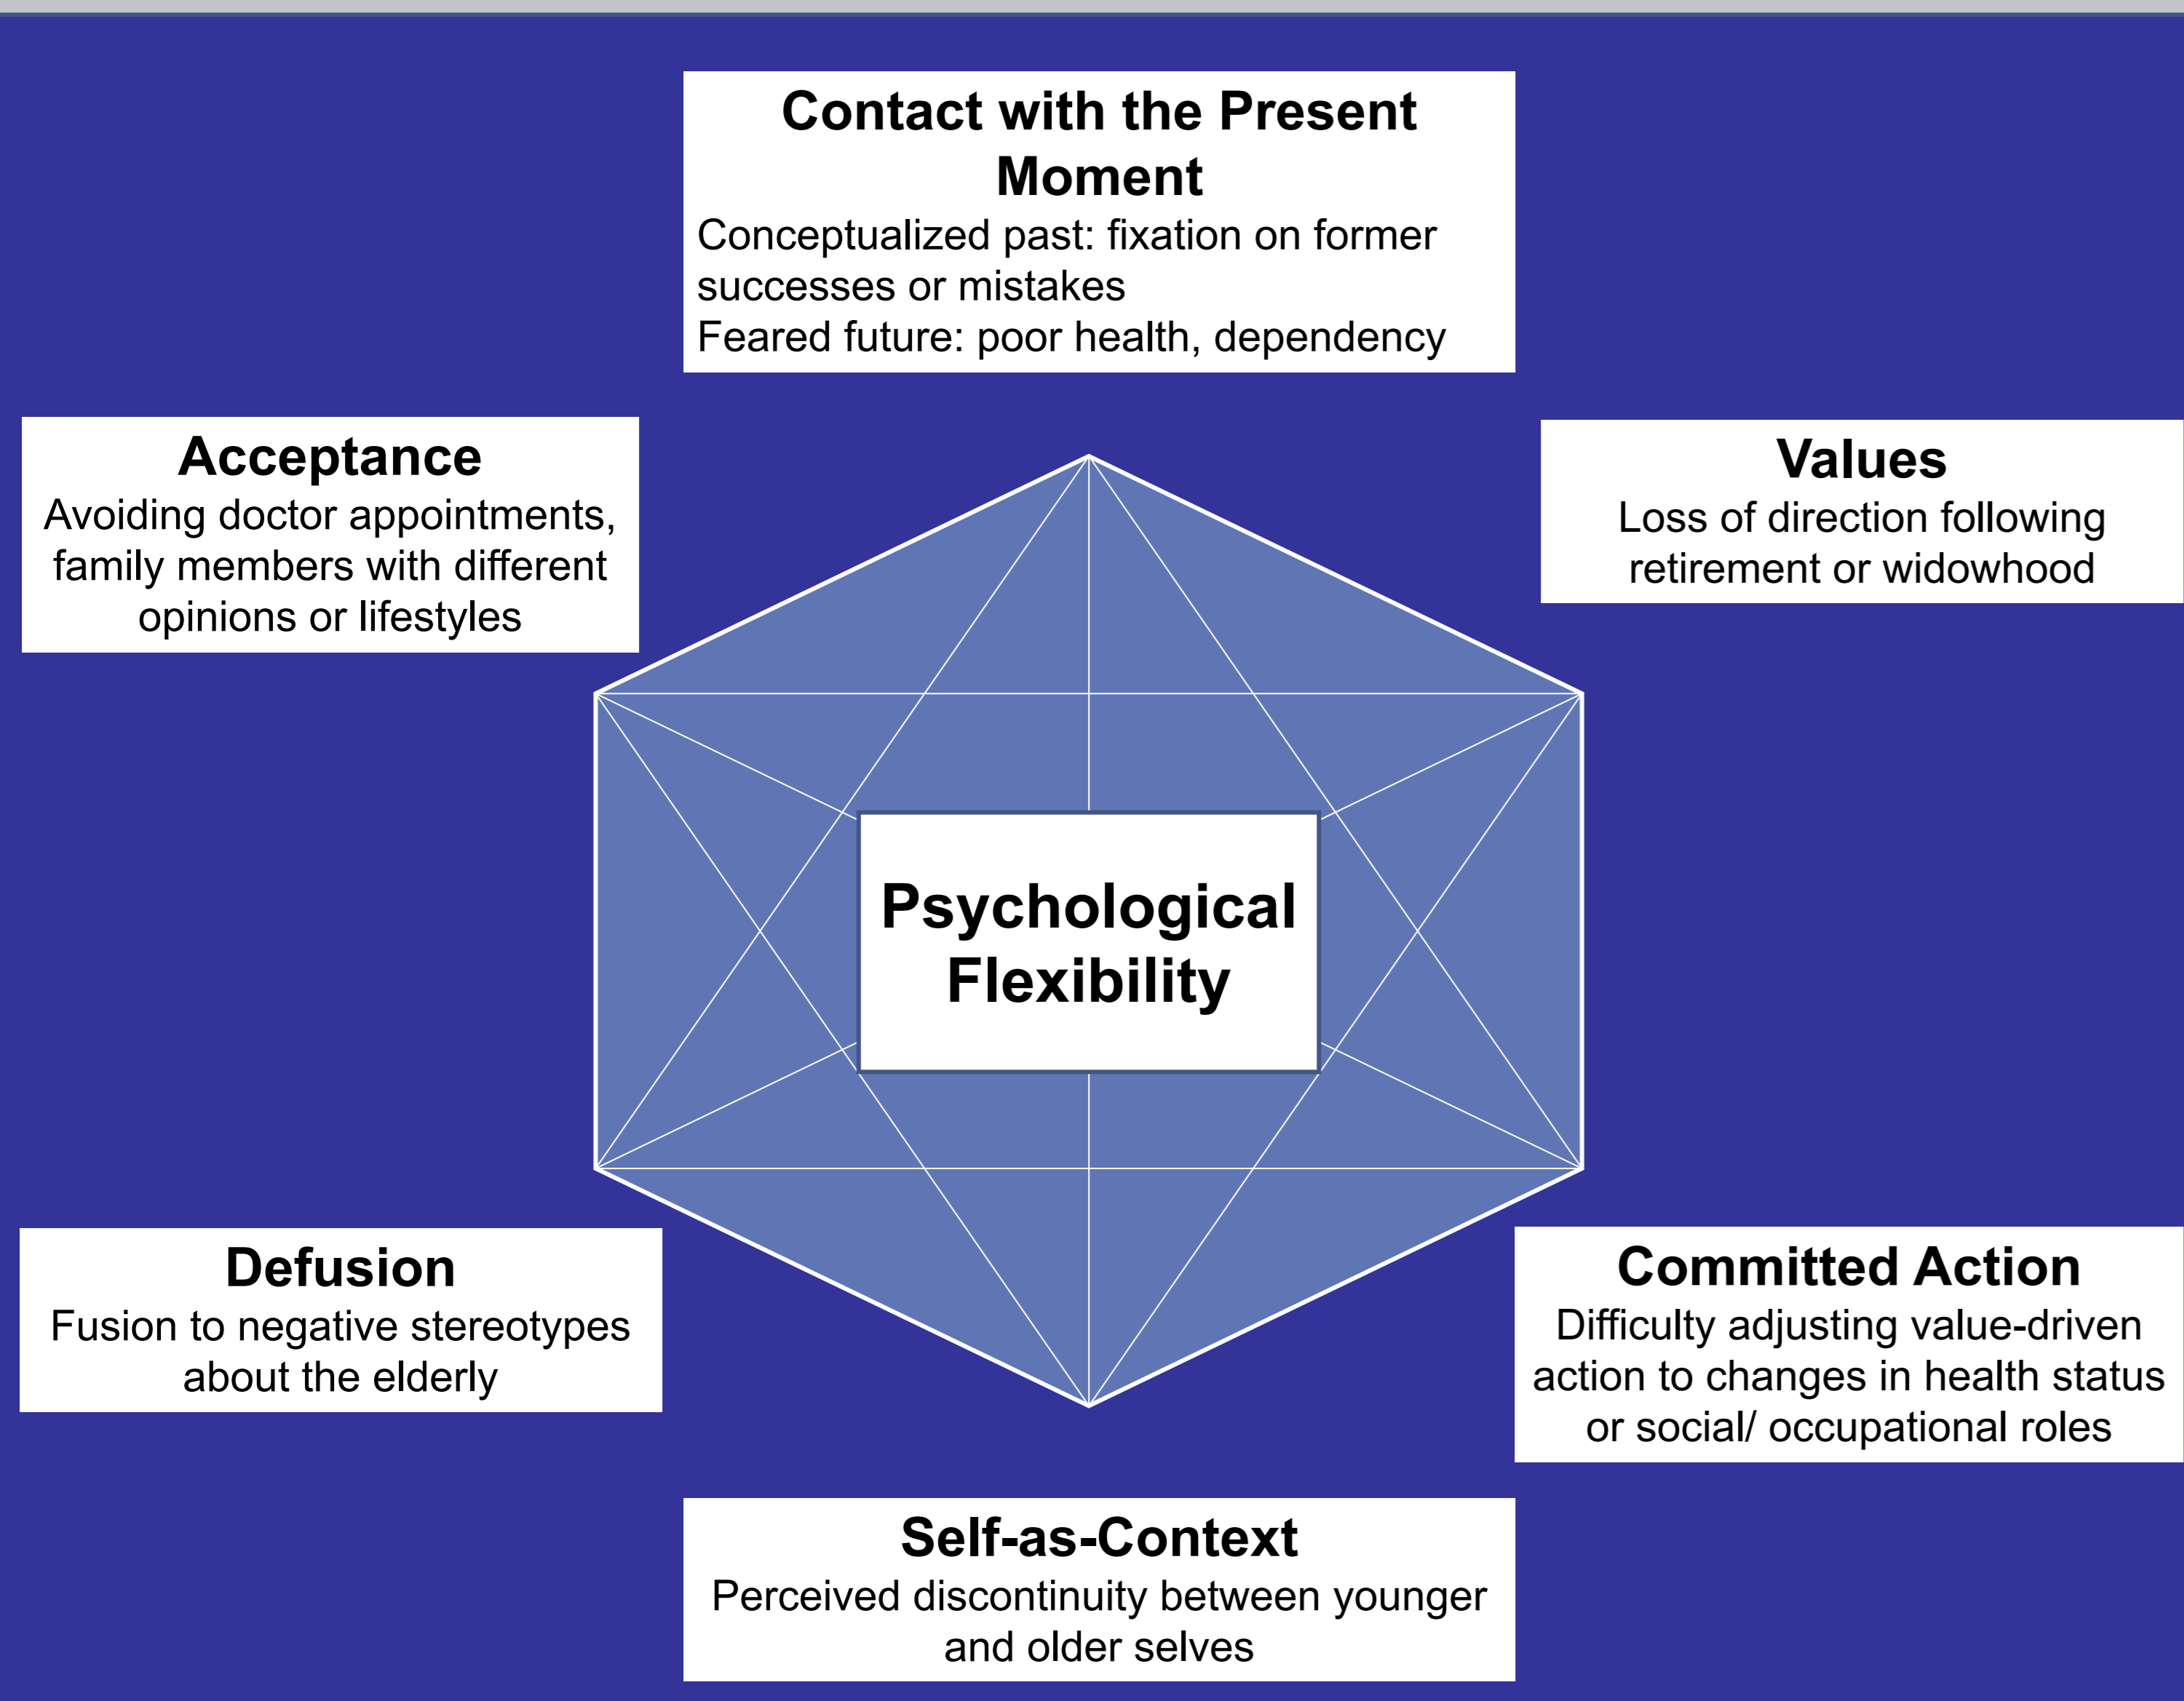 Contact with the Present
Moment
Conceptualized past: fixation on former
successes or mistakes
Feared future: poor health, dependency
Acceptance
Avoiding doctor appointments,
family members with different
opinions or lifestyles
Values
Loss of direction following
retirement or widowhood
Psychological
Flexibility
Defusion
Fusion to negative stereotypes
about the elderly
Committed Action
Difficulty adjusting value-driven
action to changes in health status
or social/ occupational roles
Self-as-Context
Perceived discontinuity between younger
and older selves